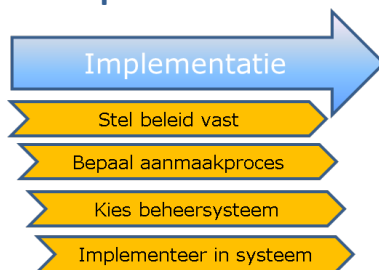 Implementatie
Stel beleid vast
Bepaal aanmaakproces
Kies beheersysteem
Implementeer in systeem